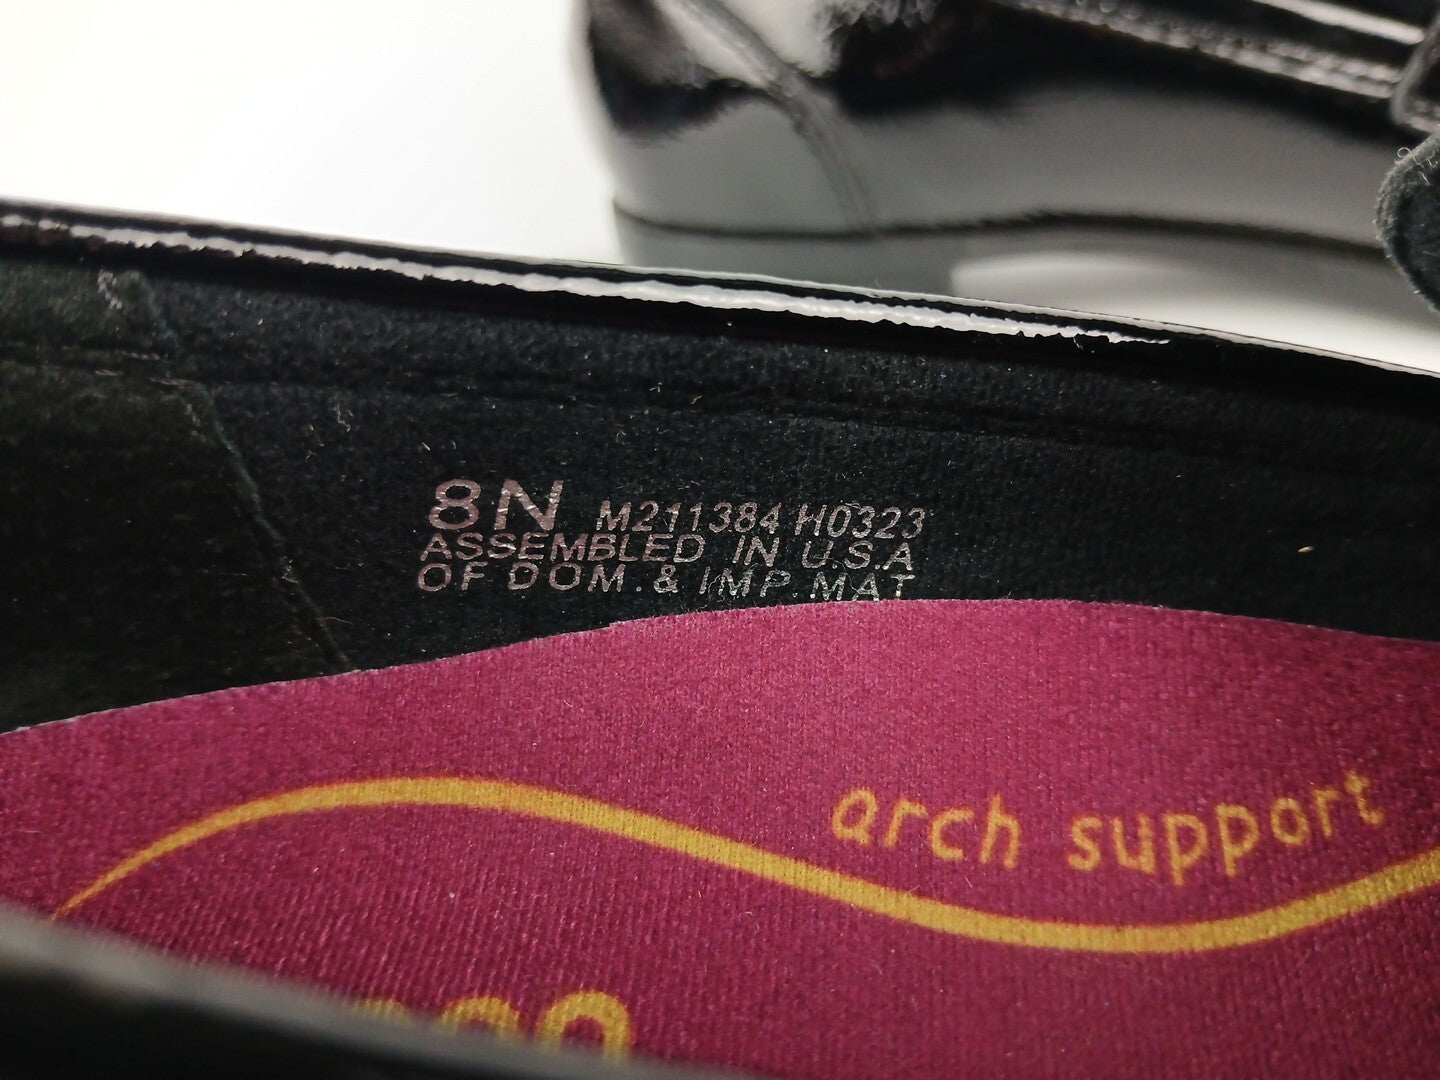 8N M211384 H0323
ASSEMBLED IN U.S.A
OF DOM. & IMP. MAT
arch support